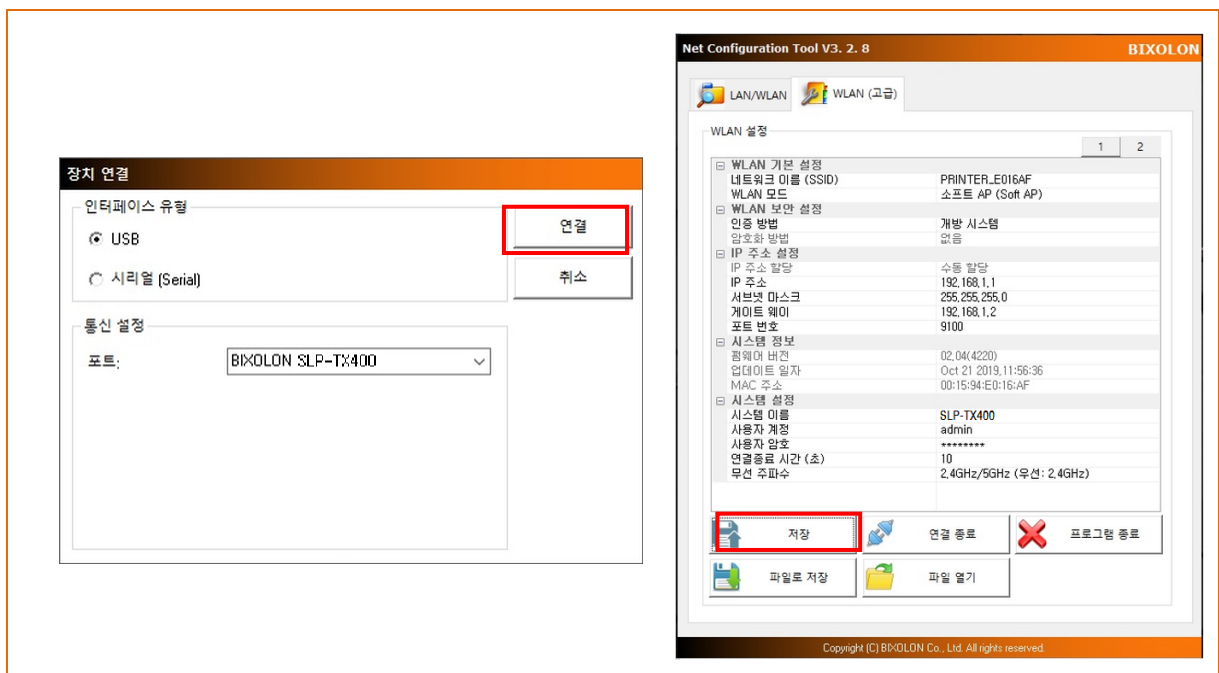 장치 연결
인터페이스 유형
USB
시리얼 (Serial)
연결
취소
통신 설정
포트:
BIXOLON SLP-TX400
Net Configuration Tool V3. 2. 8
BIXOLON
LAN/WLAN
WLAN (고급)
WLAN 설정
1
2
WLAN 기본 설정
네트워크 이름 (SSID) PRINTER_E016AF
WLAN 모드 소프트 AP (Soft AP)
WLAN 보안 설정
인증 방법 개방 시스템
암호화 방법 없음
IP 주소 설정
IP 주소 할당 수동 할당
IP 주소 192,168,1,1
서브넷 마스크 255,255,255,0
게이트 웨이 192,168,1,2
포트 번호 9100
시스템 정보
펌웨어 버전 02,04(4220)
업데이트 일자 Oct 21 2019,11:56:36
MAC 주소 00:15:94:E0:16:AF
시스템 설정
시스템 이름 SLP-TX400
사용자 계정 admin
사용자 암호 ********
연결종료 시간 (초) 10
무선 주파수 2,4GHz/5GHz (우선: 2,4GHz)
저장
연결 종료
프로그램 종료
파일로 저장
파일 열기
Copyright (C) BIXOLON Co., Ltd. All rights reserved.